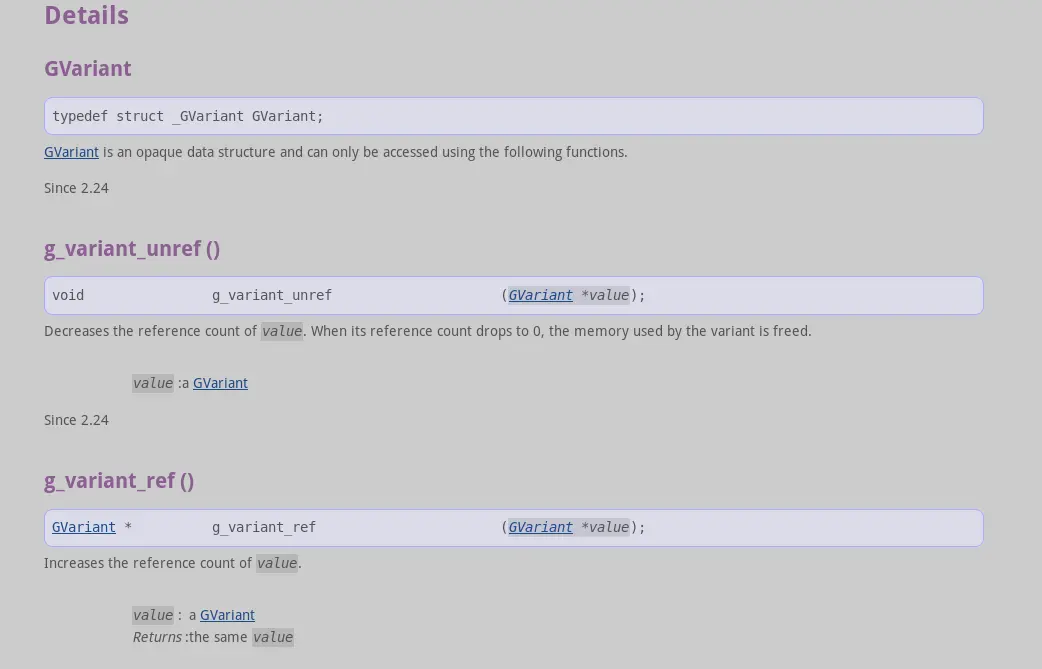 Details
GVariant
typedef struct _GVariant GVariant;
GVariant is an opaque data structure and can only be accessed using the following functions.
Since 2.24
g_variant_unref ()
void g_variant_unref (GVariant *value);
Decreases the reference count of value. When its reference count drops to 0, the memory used by the variant is freed.
value :a GVariant
Since 2.24
g_variant_ref ()
GVariant * g_variant_ref (GVariant *value);
Increases the reference count of value.
value : a GVariant
Returns :the same value